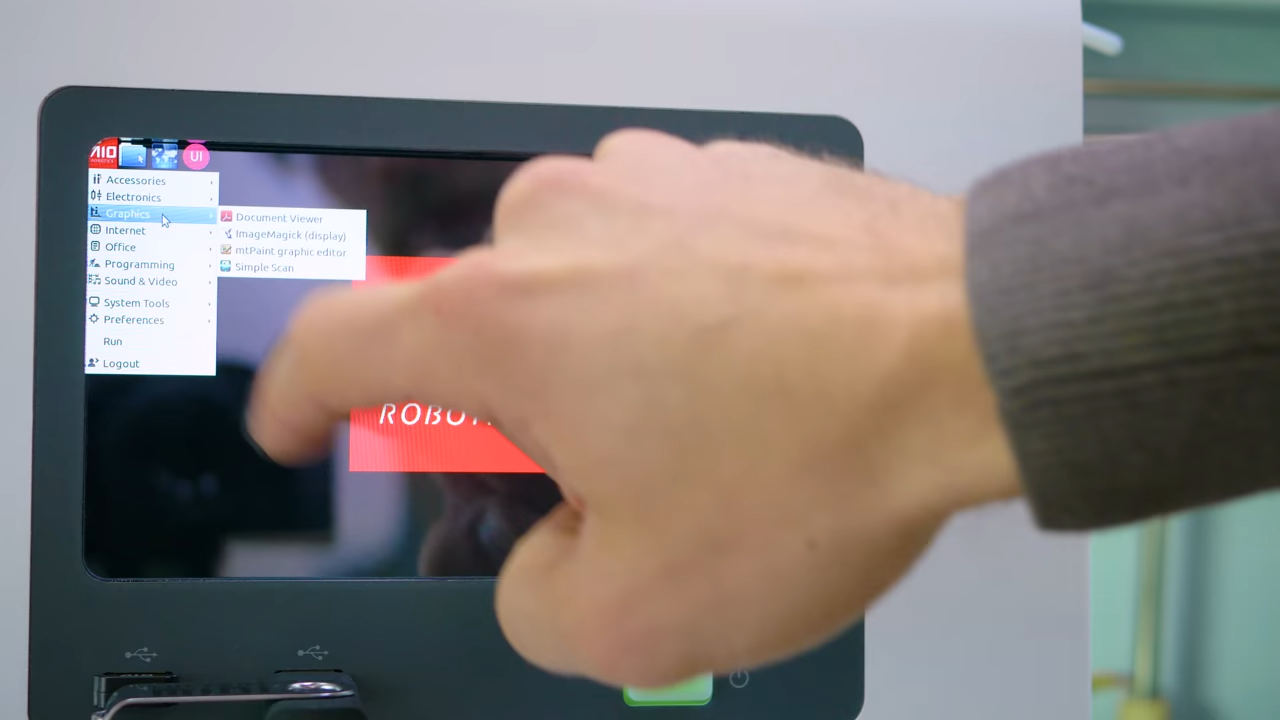 AIO
ROBOTICS
UI
Accessories
Electronics
Graphics
Internet
Office
Programming
Sound & Video
System Tools
Preferences
Run
Logout
Document Viewer
ImageMagick (display)
mtPaint graphic editor
Simple Scan
ROBOT